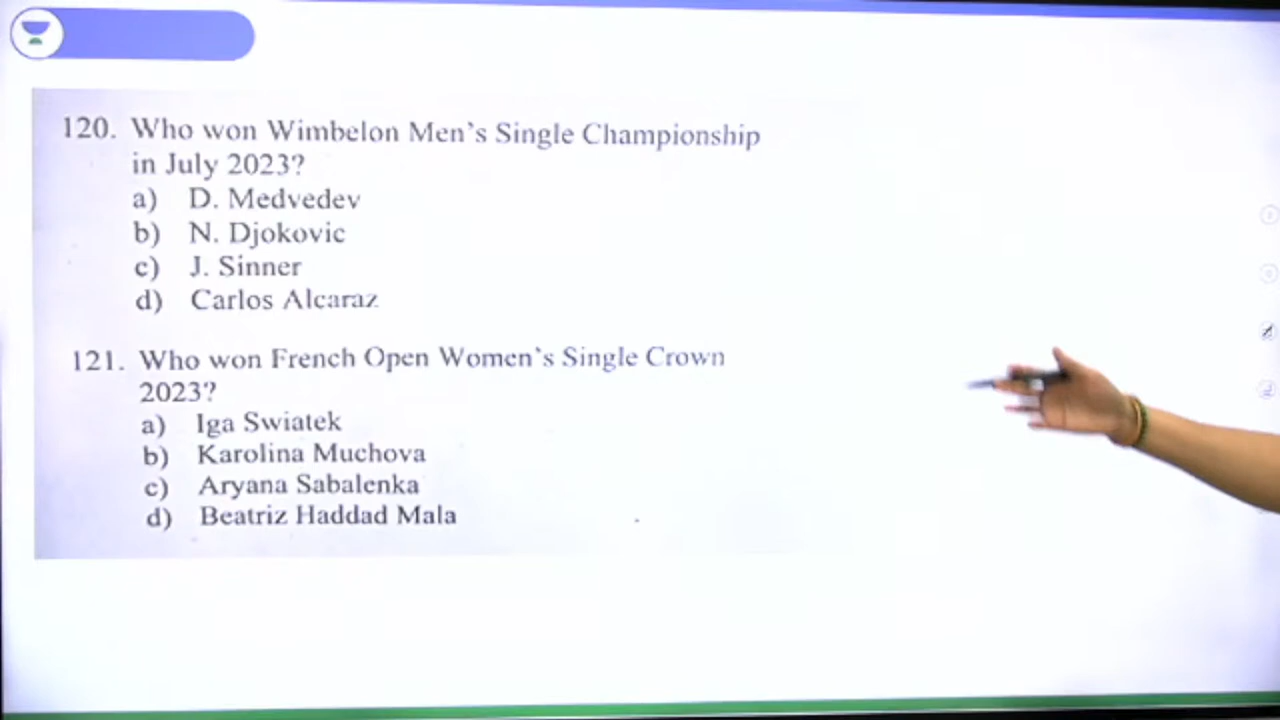 120. Who won Wimbelon Men's Single Championship
in July 2023?
a) D. Medvedev
b) N. Djokovic
c) J. Sinner
d) Carlos Alcaraz
121. Who won French Open Women's Single Crown
2023?
a) Iga Swiatek
b) Karolina Muchova
c) Aryana Sabalenka
d) Beatriz Haddad Mala